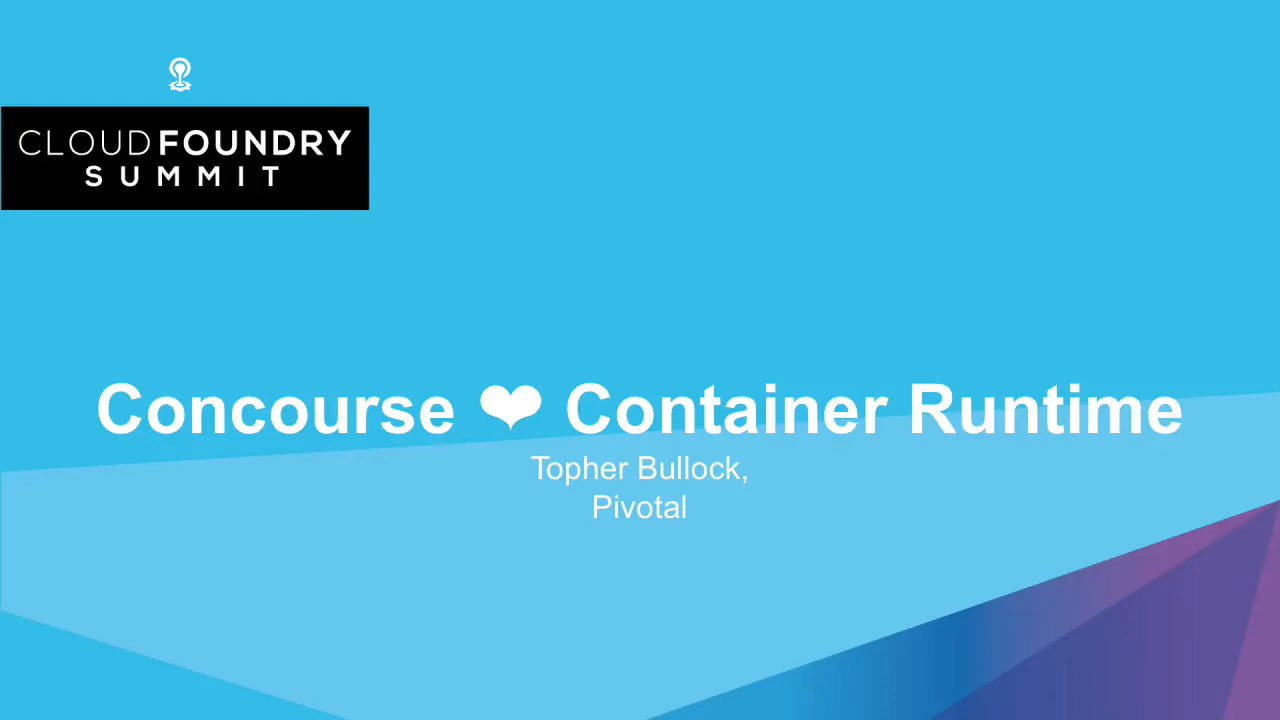 CLOUD FOUNDRY
SUMMIT
Concourse ❤ Container Runtime
Topher Bullock,
Pivotal